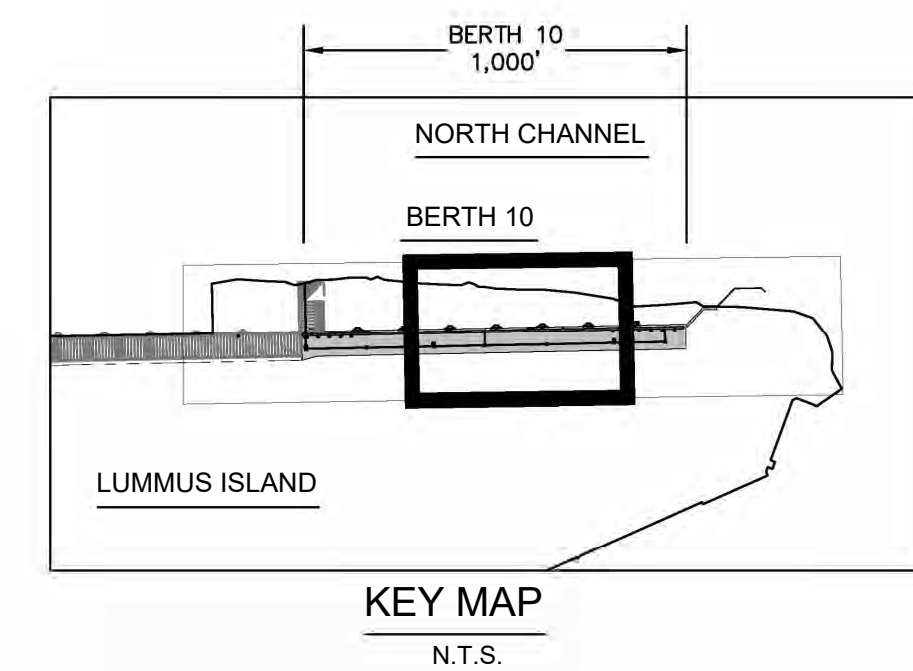 BERTH 10
1,000'
NORTH CHANNEL
BERTH 10
LUMMUS ISLAND
KEY MAP
N.T.S.